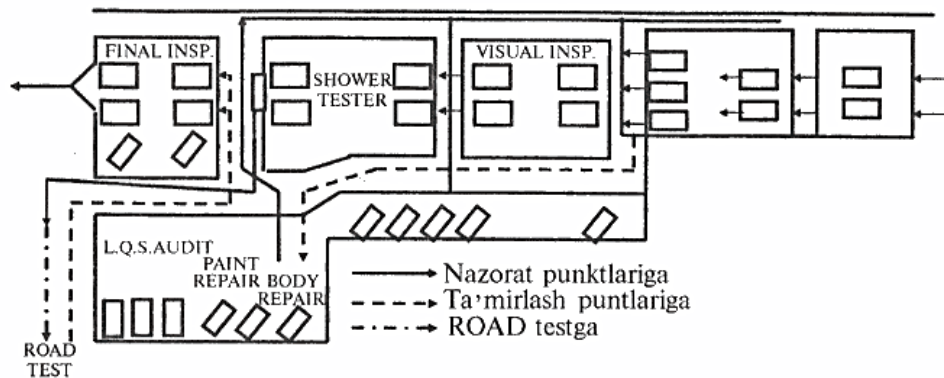 FINAL INSP.
SHOWER
TESTER
VISUAL INSP.
L.Q.S.AUDIT
PAINT
REPAIR
BODY
REPAIR
ROAD
TEST
Nazorat punktlariga
Ta’mirlash puntlariga
ROAD testga